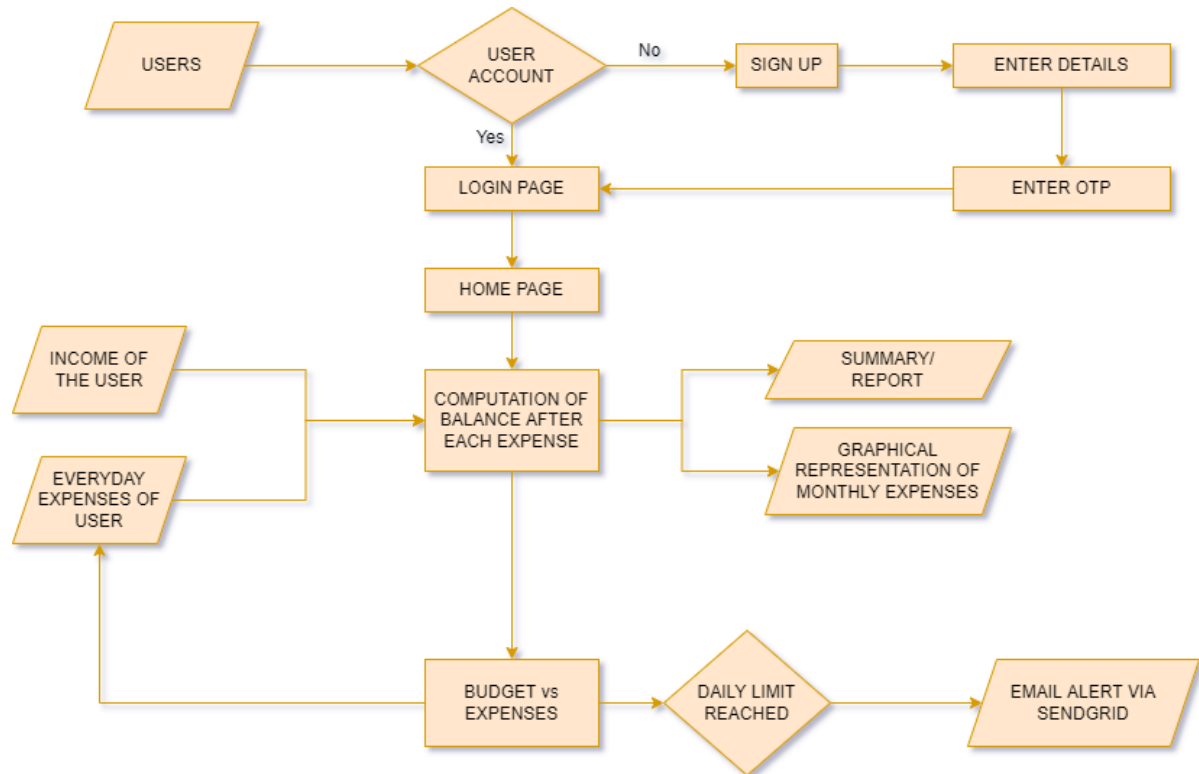 USERS
USER
ACCOUNT
No
SIGN UP
ENTER DETAILS
Yes
LOGIN PAGE
ENTER OTP
HOME PAGE
INCOME OF
THE USER
COMPUTATION OF
BALANCE AFTER
EACH EXPENSE
SUMMARY/
REPORT
GRAPHICAL
REPRESENTATION OF
MONTHLY EXPENSES
EVERYDAY
EXPENSES OF
USER
BUDGET vs
EXPENSES
DAILY LIMIT
REACHED
EMAIL ALERT VIA
SENDGRID